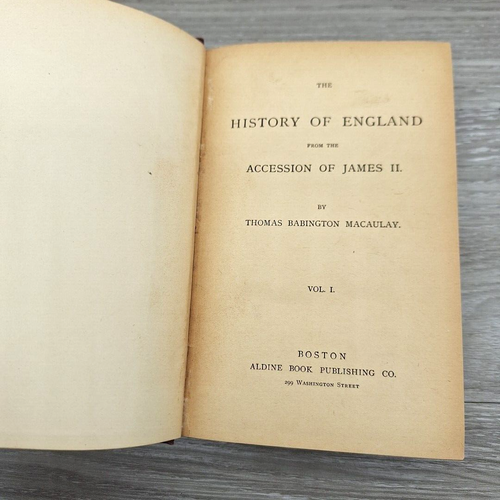 THE
HISTORY OF ENGLAND
FROM THE
ACCESSION OF JAMES II.
BY
THOMAS BABINGTON MACAULAY.
VOL. I.
BOSTON
ALDINE BOOK PUBLISHING CO.
299 WASHINGTON STREET